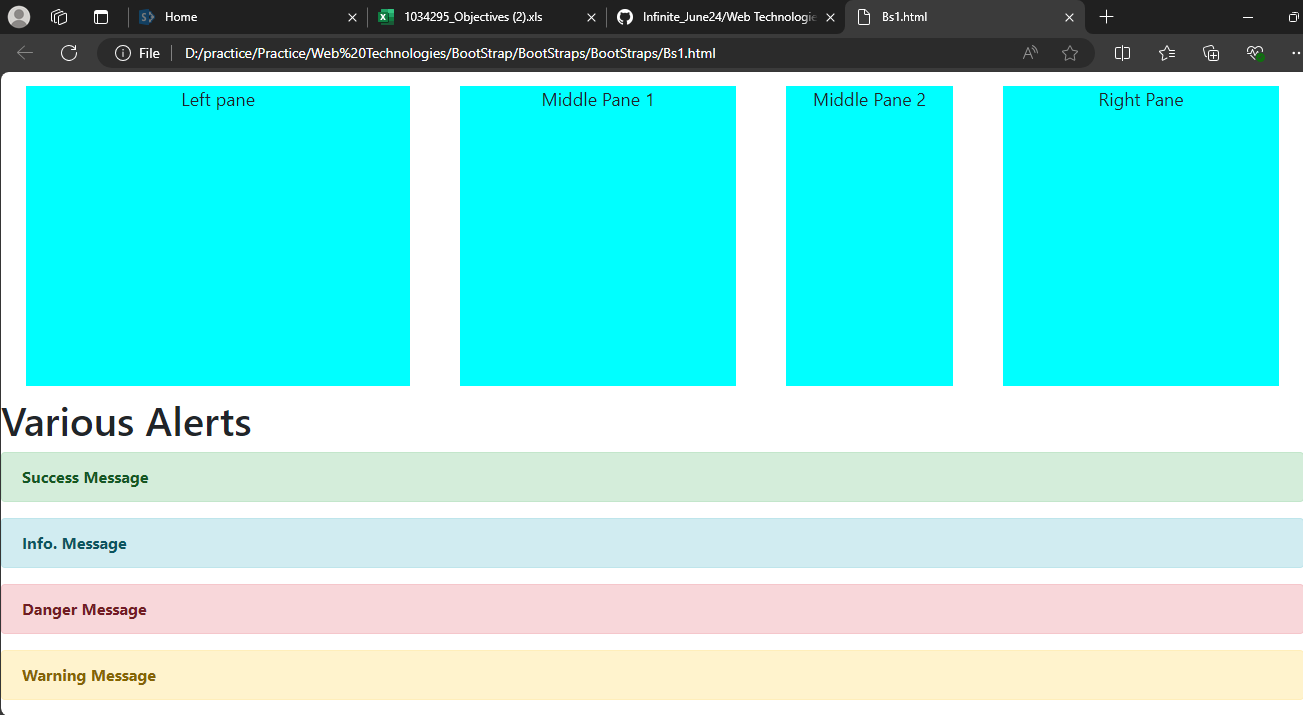 Home
1034295_Objectives (2).xls
Infinite_June24/Web Technologie
Bs1.html
File
D:/practice/Practice/Web%20Technologies/BootStrap/BootStraps/BootStraps/Bs1.html
Left pane
Middle Pane 1
Middle Pane 2
Right Pane
Various Alerts
Success Message
Info. Message
Danger Message
Warning Message